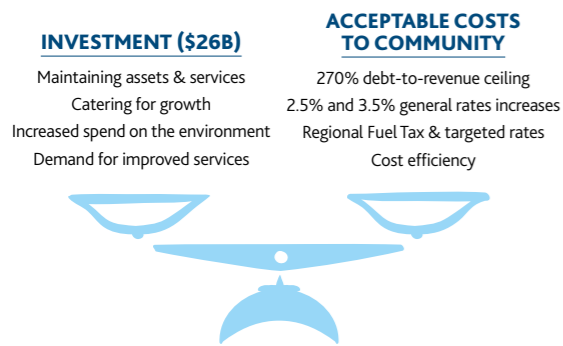 INVESTMENT ($26B)
Maintaining assets & services
Catering for growth
Increased spend on the environment
Demand for improved services
ACCEPTABLE COSTS
TO COMMUNITY
270% debt-to-revenue ceiling
2.5% and 3.5% general rates increases
Regional Fuel Tax & targeted rates
Cost efficiency